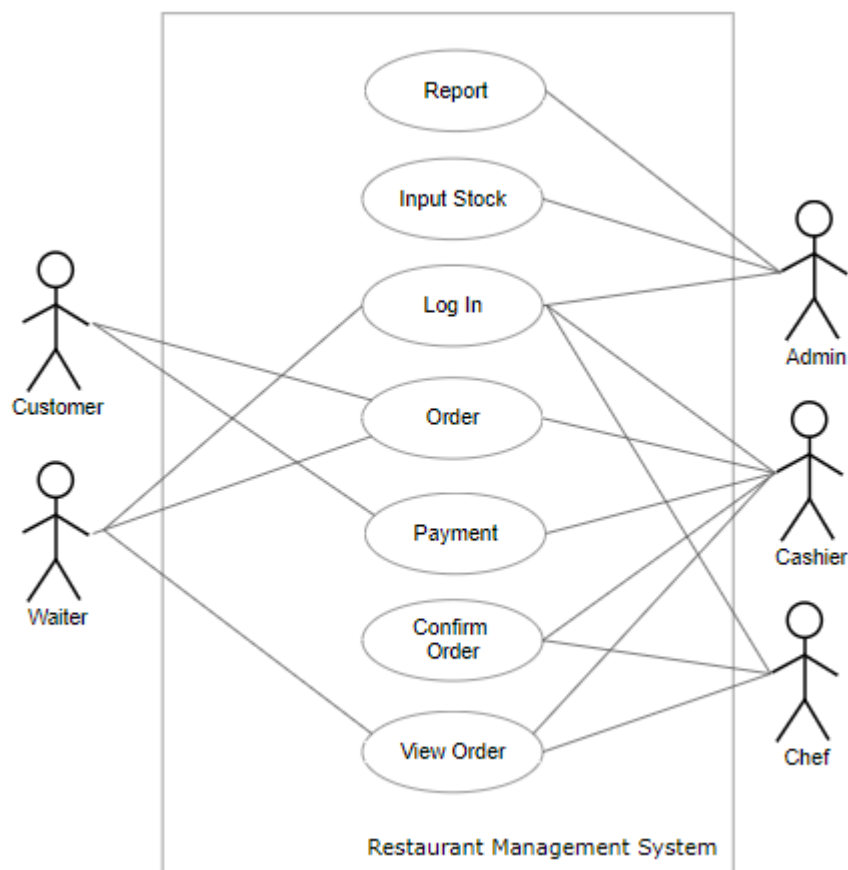 Report
Input Stock
Log In
Customer
Admin
Order
Payment
Cashier
Waiter
Confirm
Order
View Order
Chef
Restaurant Management System